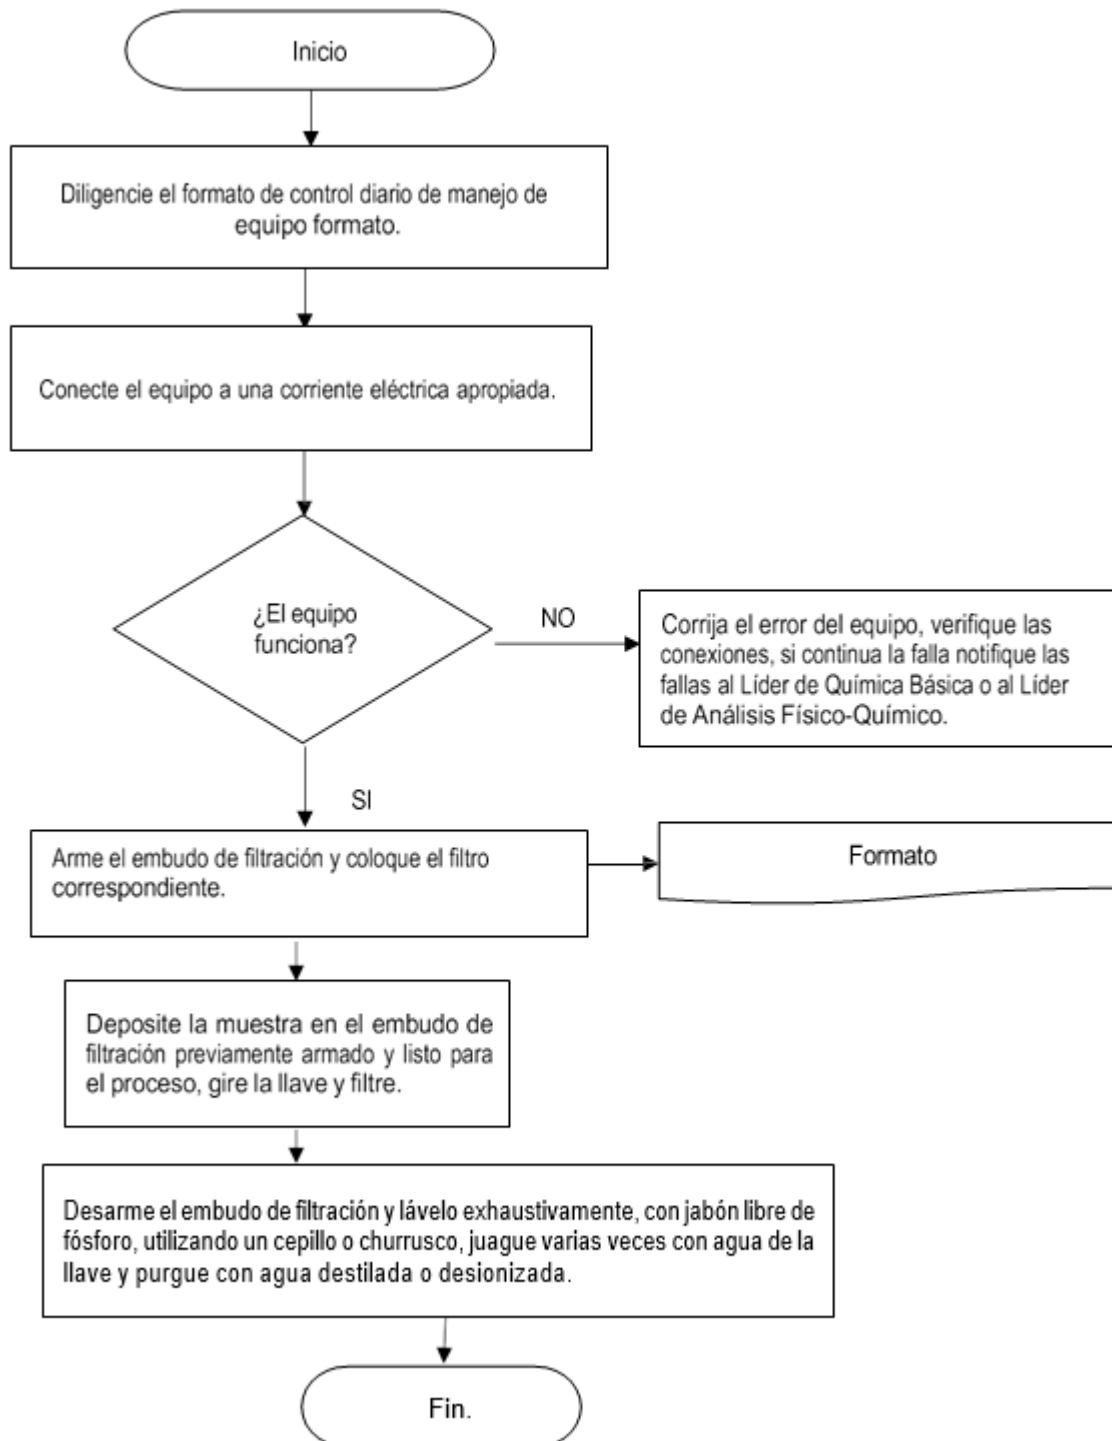 Inicio
Diligencie el formato de control diario de manejo de
equipo formato.
Conecte el equipo a una corriente eléctrica apropiada.
¿El equipo
funciona?
NO
Corrija el error del equipo, verifique las
conexiones, si continua la falla notifique las
fallas al Líder de Química Básica o al Líder
de Análisis Físico-Químico.
SI
Arme el embudo de filtración y coloque el filtro
correspondiente.
Formato
Deposite la muestra en el embudo de
filtración previamente armado y listo para
el proceso, gire la llave y filtre.
Desarme el embudo de filtración y lávelo exhaustivamente, con jabón libre de
fósforo, utilizando un cepillo o churrusco, juague varias veces con agua de la
llave y purgue con agua destilada o desionizada.
Fin.